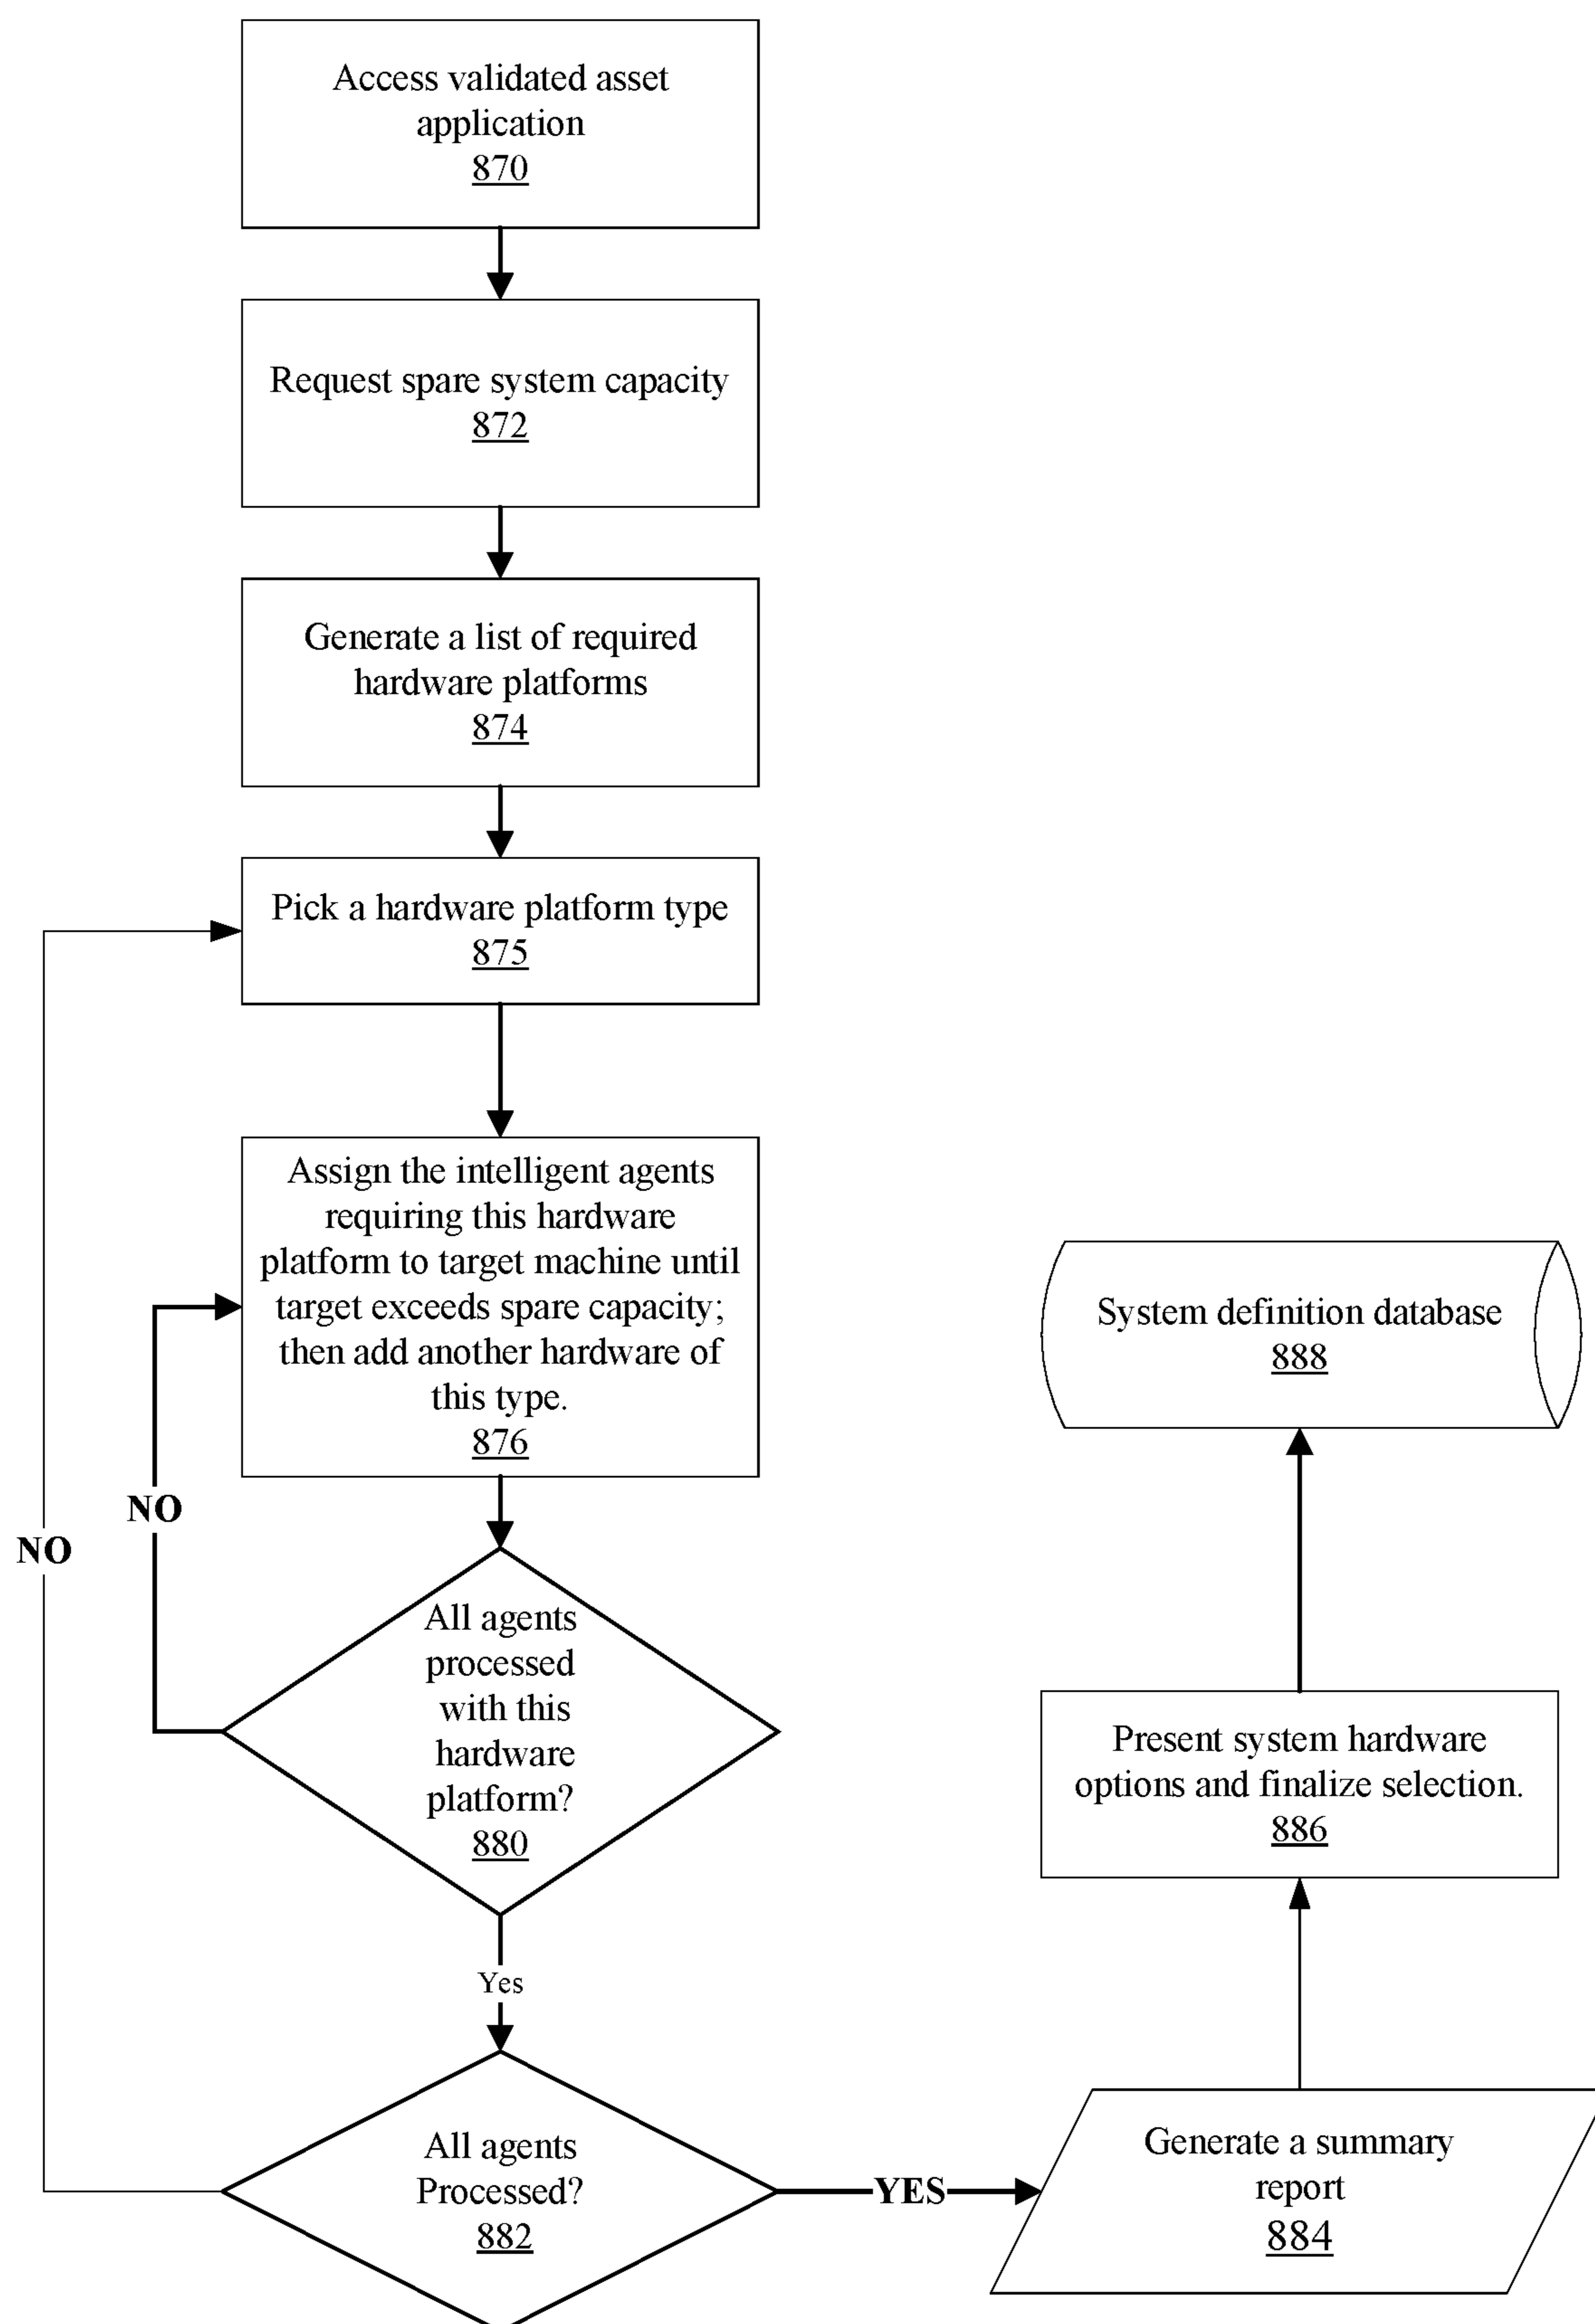 Access validated asset
application
870
Request spare system capacity
872
Generate a list of required
hardware platforms
874
Pick a hardware platform type
875
Assign the intelligent agents
requiring this hardware
platform to target machine until
target exceeds spare capacity;
then add another hardware of
this type.
876
NO
NO
All agents
processed
with this
hardware
platform?
880
Yes
All agents
Processed?
882
YES
Generate a summary
report
884
Present system hardware
options and finalize selection.
886
System definition database
888